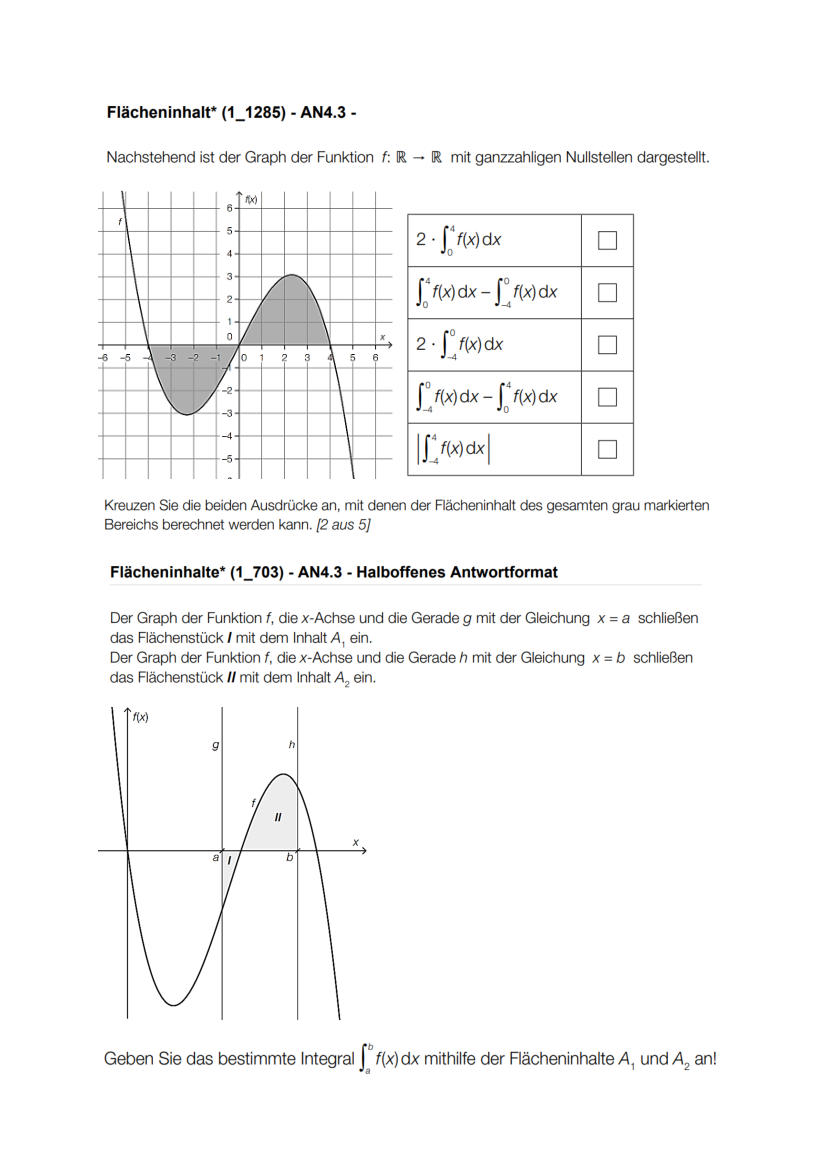 Flächeninhalt* (1_1285) - AN4.3 -
Nachstehend ist der Graph der Funktion f: ℝ → ℝ mit ganzzahligen Nullstellen dargestellt.
f(x)
f
6
5
4
3
2
1
0
x
-6 -5 -4 -3 -2 -1 0 1 2 3 4 5 6
-1
-2
-3
-4
-5
2 · ∫₀⁴ f(x) dx
∫₀⁴ f(x) dx – ∫₋₄⁰ f(x) dx
2 · ∫₋₄⁰ f(x) dx
∫₋₄⁰ f(x) dx – ∫₀⁴ f(x) dx
|∫₋₄⁴ f(x) dx|
Kreuzen Sie die beiden Ausdrücke an, mit denen der Flächeninhalt des gesamten grau markierten
Bereichs berechnet werden kann. [2 aus 5]
Flächeninhalte* (1_703) - AN4.3 - Halboffenes Antwortformat
Der Graph der Funktion f, die x-Achse und die Gerade g mit der Gleichung x = a schließen
das Flächenstück I mit dem Inhalt A₁ ein.
Der Graph der Funktion f, die x-Achse und die Gerade h mit der Gleichung x = b schließen
das Flächenstück II mit dem Inhalt A₂ ein.
f(x)
g h
f
II
x
a I b
Geben Sie das bestimmte Integral ∫ₐᵇ f(x) dx mithilfe der Flächeninhalte A₁ und A₂ an!